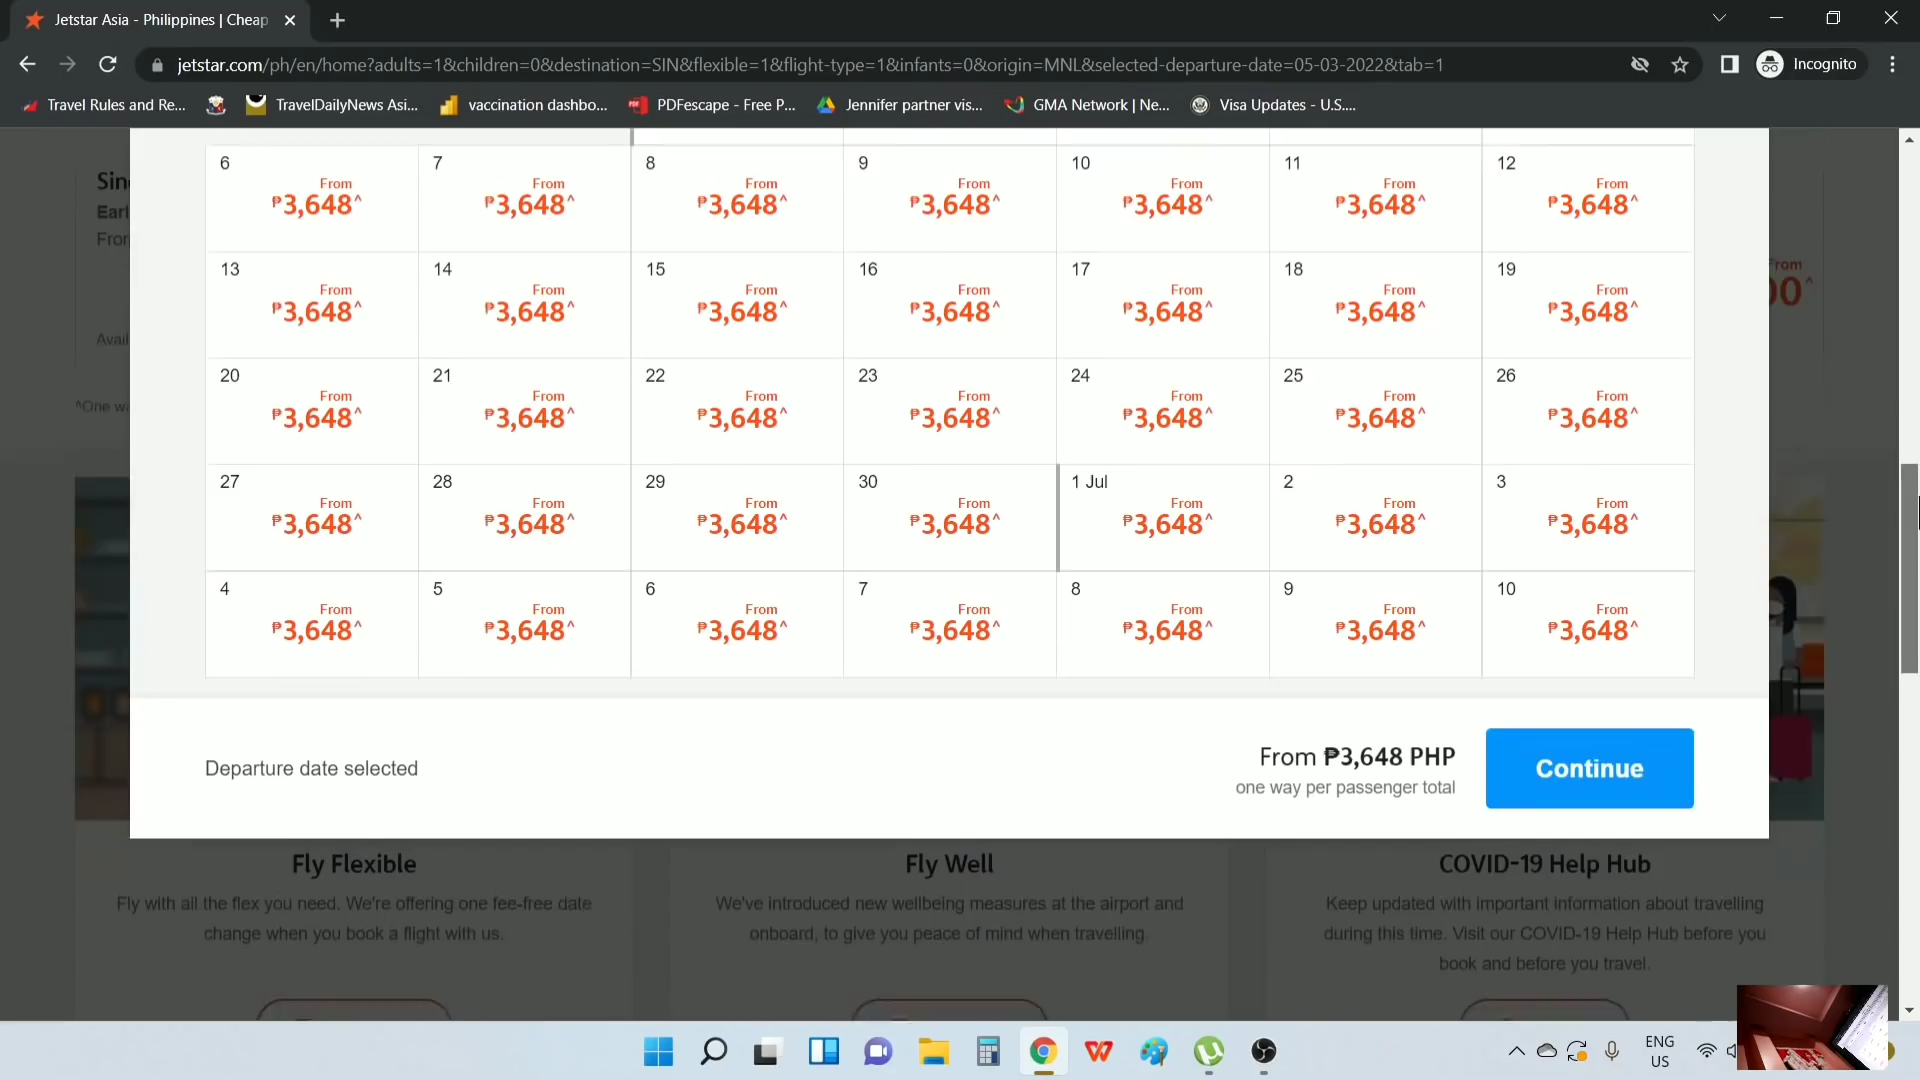 Jetstar Asia - Philippines | Cheap
jetstar.com/ph/en/home?adults=1&children=0&destination=SIN&flexible=1&flight-type=1&infants=0&origin=MNL&selected-departure-date=05-03-2022&tab=1
Incognito
Travel Rules and Re...
TravelDailyNews Asi...
vaccination dashbo...
PDFescape - Free P...
Jennifer partner vis...
GMA Network | Ne...
Visa Updates - U.S....
6 7 8 9 10 11 12
From From From From From From From
₱3,648^ ₱3,648^ ₱3,648^ ₱3,648^ ₱3,648^ ₱3,648^ ₱3,648^
13 14 15 16 17 18 19
From From From From From From From
₱3,648^ ₱3,648^ ₱3,648^ ₱3,648^ ₱3,648^ ₱3,648^ ₱3,648^
20 21 22 23 24 25 26
From From From From From From From
₱3,648^ ₱3,648^ ₱3,648^ ₱3,648^ ₱3,648^ ₱3,648^ ₱3,648^
27 28 29 30 1 Jul 2 3
From From From From From From From
₱3,648^ ₱3,648^ ₱3,648^ ₱3,648^ ₱3,648^ ₱3,648^ ₱3,648^
4 5 6 7 8 9 10
From From From From From From From
₱3,648^ ₱3,648^ ₱3,648^ ₱3,648^ ₱3,648^ ₱3,648^ ₱3,648^
Departure date selected
From ₱3,648 PHP
one way per passenger total
Continue
Fly Flexible
Fly with all the flex you need. We're offering one fee-free date
change when you book a flight with us.
Fly Well
We've introduced new wellbeing measures at the airport and
onboard, to give you peace of mind when travelling.
COVID-19 Help Hub
Keep updated with important information about travelling
during this time. Visit our COVID-19 Help Hub before you
book and before you travel.
ENG
US